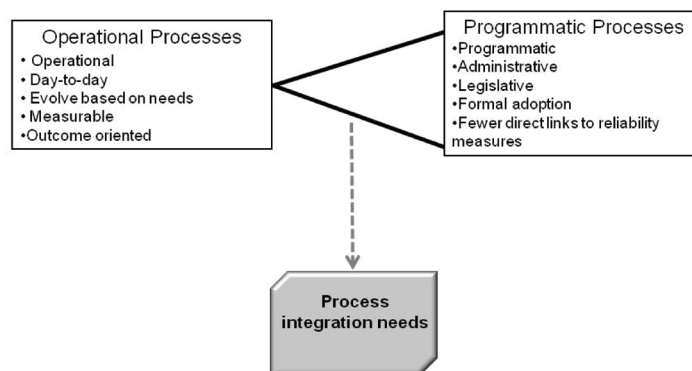 Operational Processes
• Operational
• Day-to-day
• Evolve based on needs
• Measurable
•Outcome oriented
Programmatic Processes
•Programmatic
•Administrative
•Legislative
•Formal adoption
•Fewer direct links to reliability
measures
Process
integration needs